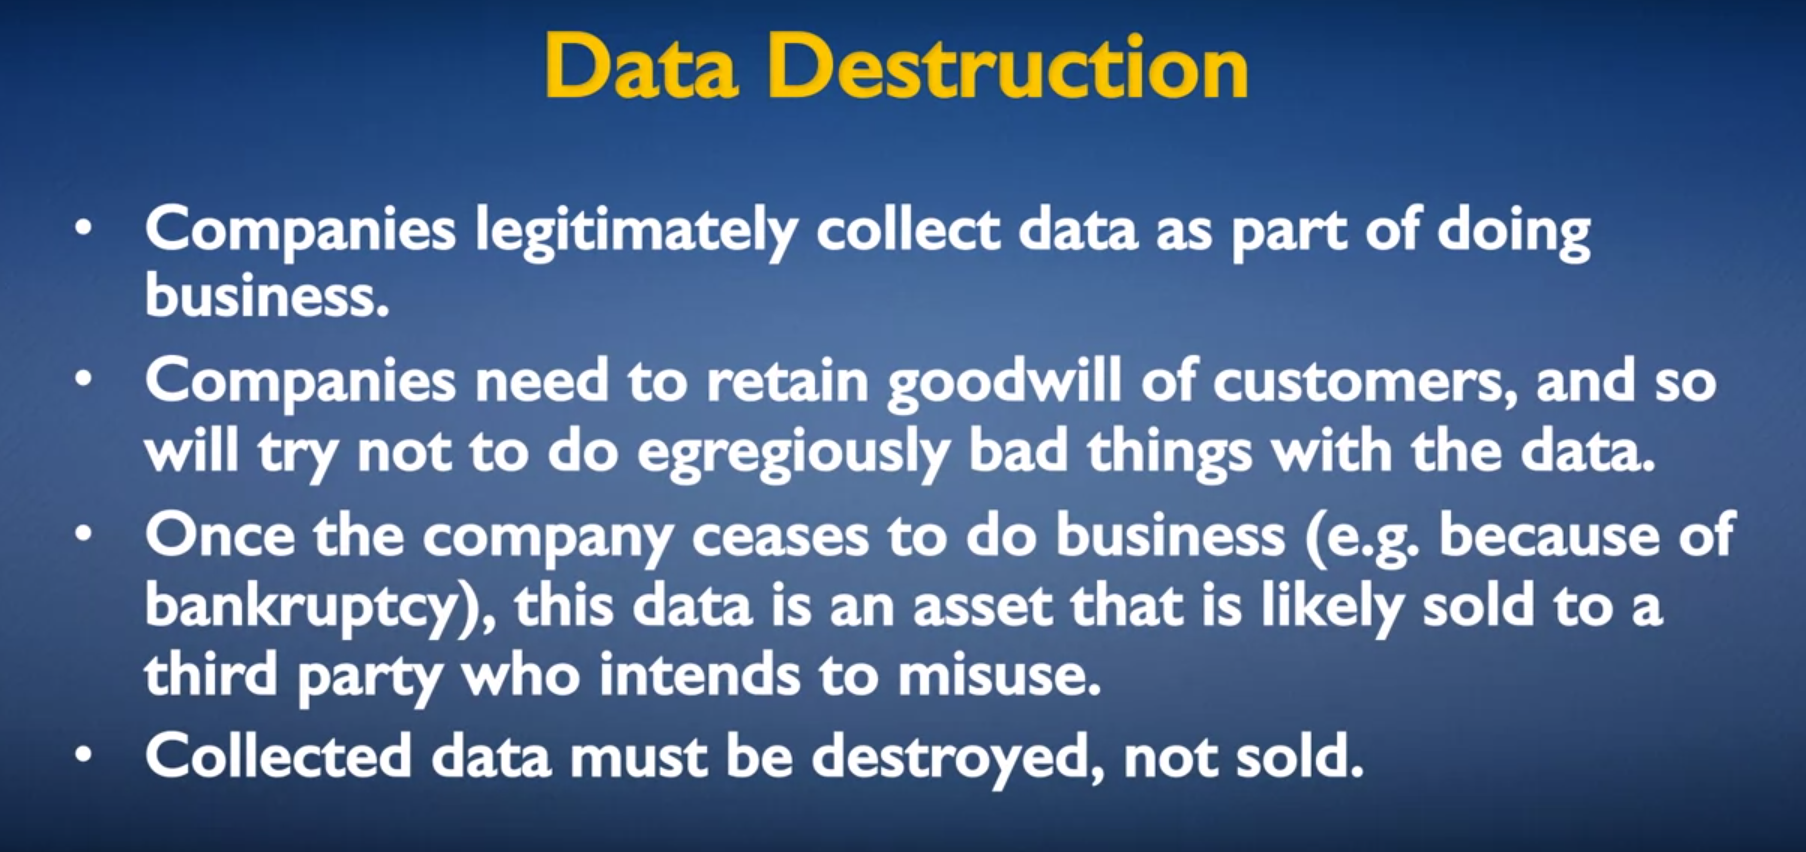 Data Destruction
• Companies legitimately collect data as part of doing
business.
• Companies need to retain goodwill of customers, and so
will try not to do egregiously bad things with the data.
• Once the company ceases to do business (e.g. because of
bankruptcy), this data is an asset that is likely sold to a
third party who intends to misuse.
• Collected data must be destroyed, not sold.